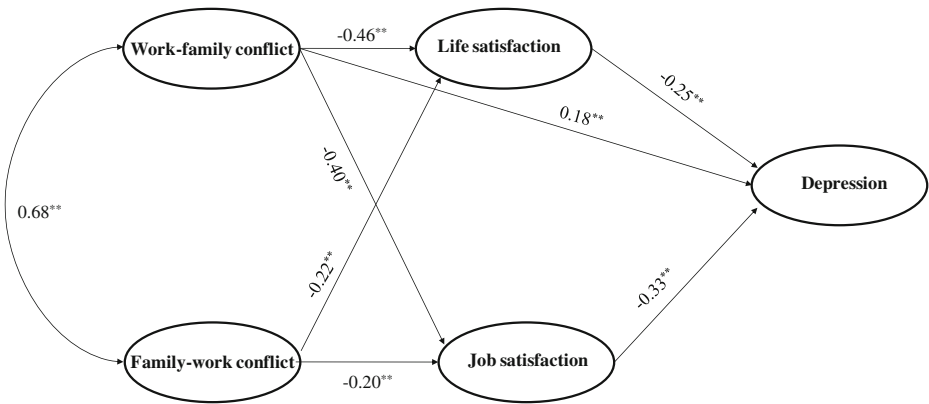 Work-family conflict
-0.46**
Life satisfaction
-0.25**
0.18**
Depression
-0.40**
0.68**
-0.22**
-0.33**
Family-work conflict
-0.20**
Job satisfaction